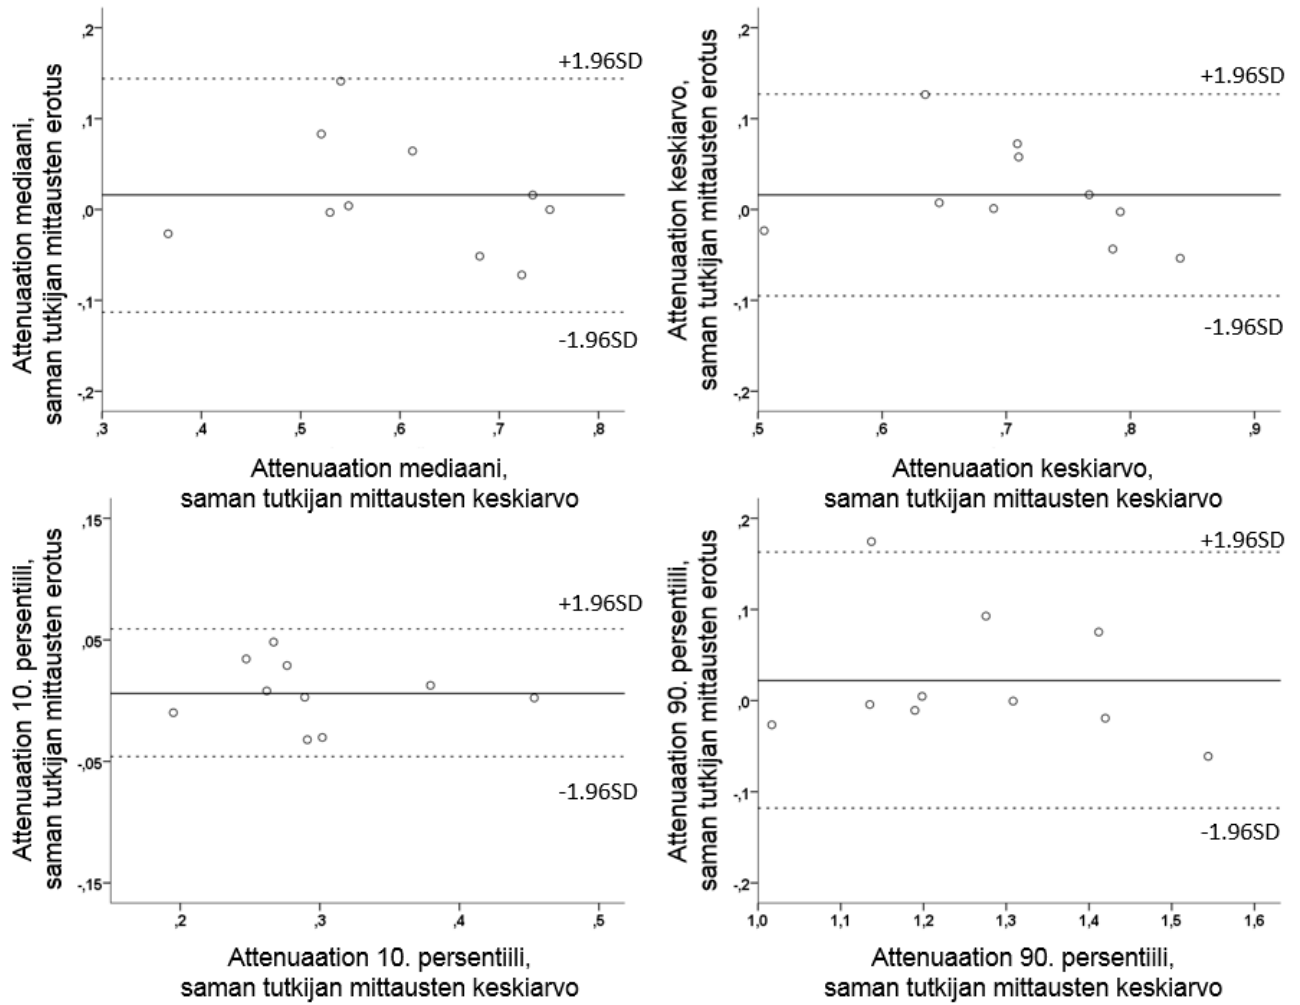 ,2
,1
,0
-,1
-,2
+1.96SD
-1.96SD
,3 ,4 ,5 ,6 ,7 ,8
Attenuaation mediaani,
saman tutkijan mittausten erotus
Attenuaation mediaani,
saman tutkijan mittausten keskiarvo
,2
,1
,0
-,1
-,2
+1.96SD
-1.96SD
,5 ,6 ,7 ,8 ,9
Attenuaation keskiarvo,
saman tutkijan mittausten erotus
Attenuaation keskiarvo,
saman tutkijan mittausten keskiarvo
,15
,05
-,05
-,15
+1.96SD
-1.96SD
,2 ,3 ,4 ,5
Attenuaation 10. persentiili,
saman tutkijan mittausten erotus
Attenuaation 10. persentiili,
saman tutkijan mittausten keskiarvo
,2
,1
,0
-,1
-,2
+1.96SD
-1.96SD
1,0 1,1 1,2 1,3 1,4 1,5 1,6
Attenuaation 90. persentiili,
saman tutkijan mittausten erotus
Attenuaation 90. persentiili,
saman tutkijan mittausten keskiarvo